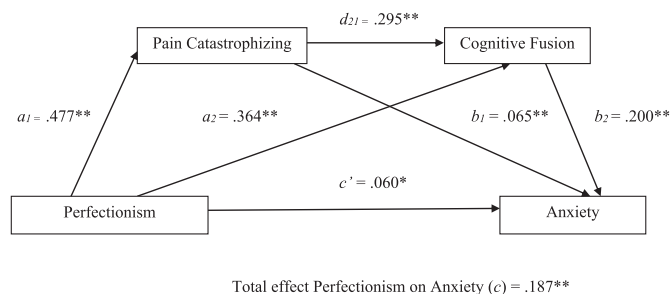 d21 = .295**
Pain Catastrophizing
Cognitive Fusion
a1 = .477**
a2 = .364**
b1 = .065**
b2 = .200**
c’ = .060*
Perfectionism
Anxiety
Total effect Perfectionism on Anxiety (c) = .187**